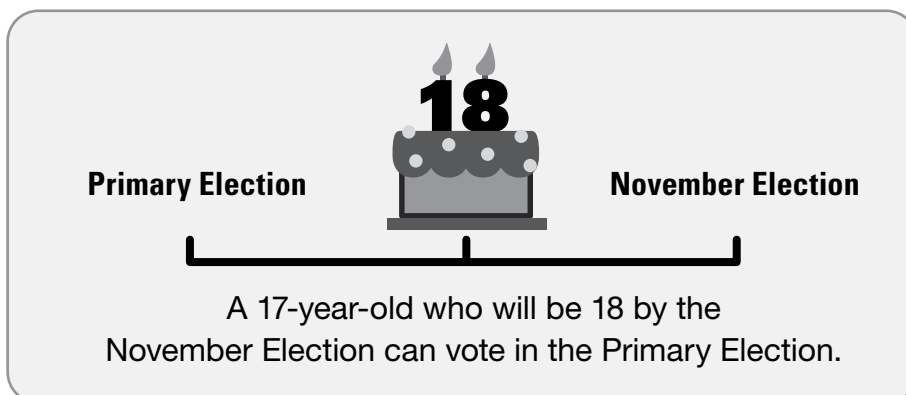 18
Primary Election
November Election
A 17-year-old who will be 18 by the
November Election can vote in the Primary Election.